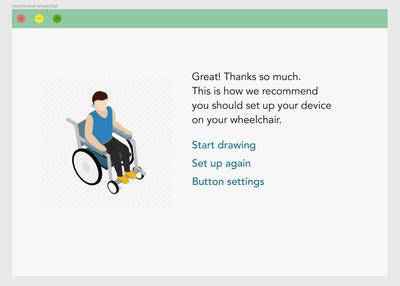 recommend-wheelchair
Great! Thanks so much.
This is how we recommend
you should set up your device
on your wheelchair.
Start drawing
Set up again
Button settings